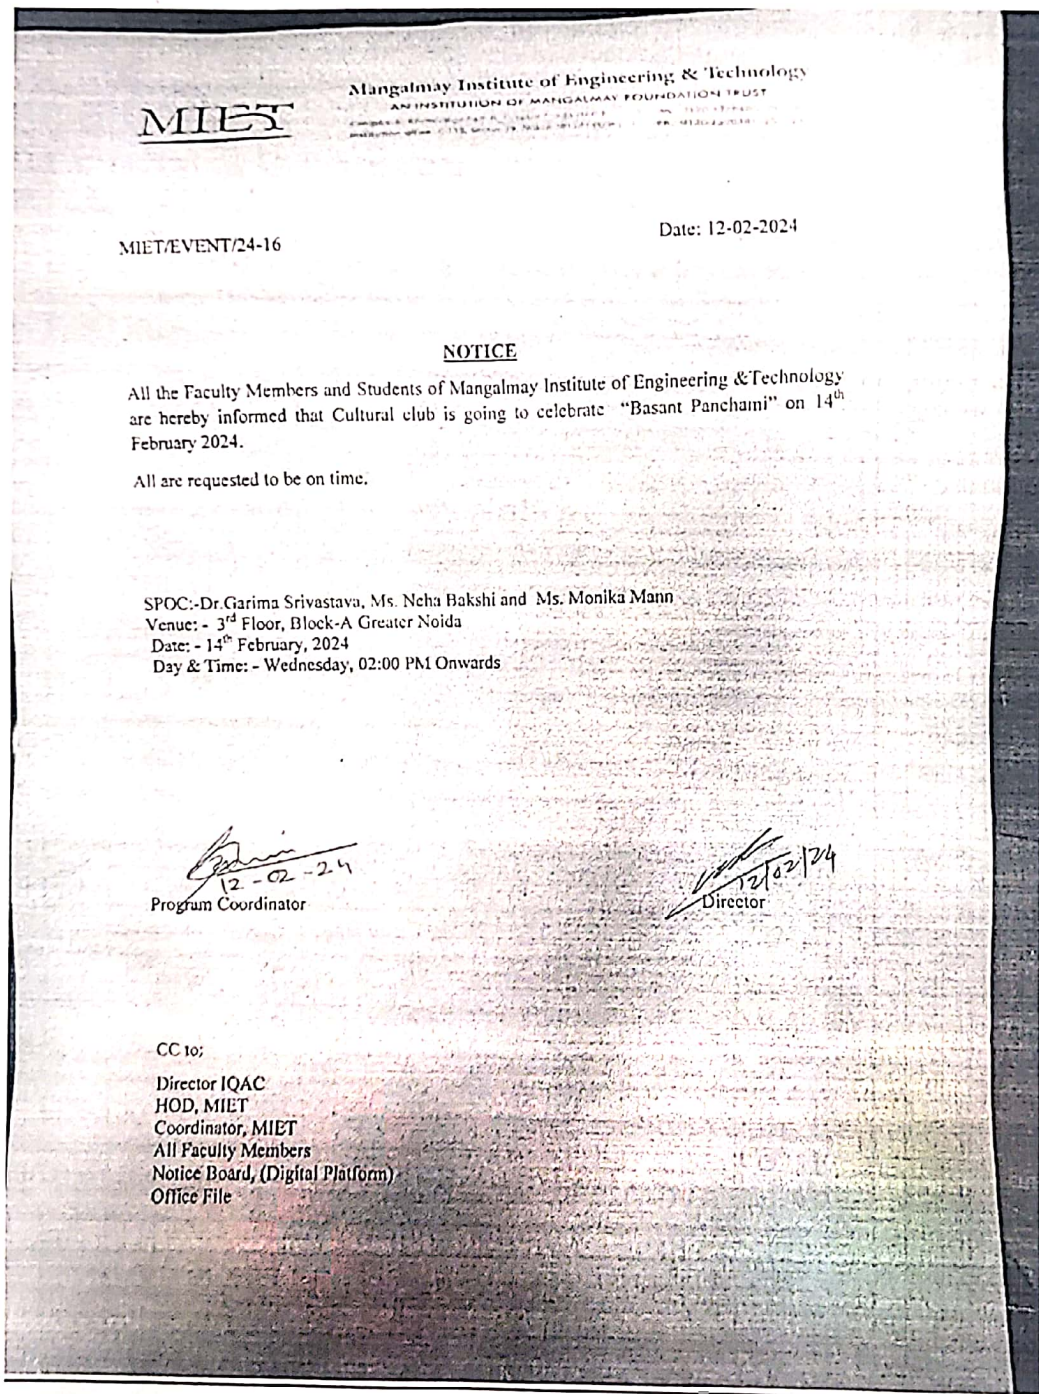 MIET
Mangalmay Institute of Engineering & Technology
AN INSTITUTION OF MANGALMAY FOUNDATION TRUST
MIET/EVENT/24-16
Date: 12-02-2024
NOTICE
All the Faculty Members and Students of Mangalmay Institute of Engineering &Technology
are hereby informed that Cultural club is going to celebrate "Basant Panchami" on 14th
February 2024.
All are requested to be on time.
SPOC:-Dr.Garima Srivastava, Ms. Neha Bakshi and Ms. Monika Mann
Venue: - 3rd Floor, Block-A Greater Noida
Date: - 14th February, 2024
Day & Time: - Wednesday, 02:00 PM Onwards
12-02-24
Program Coordinator
12/02/24
Director
CC to;
Director IQAC
HOD, MIET
Coordinator, MIET
All Faculty Members
Notice Board, (Digital Platform)
Office File